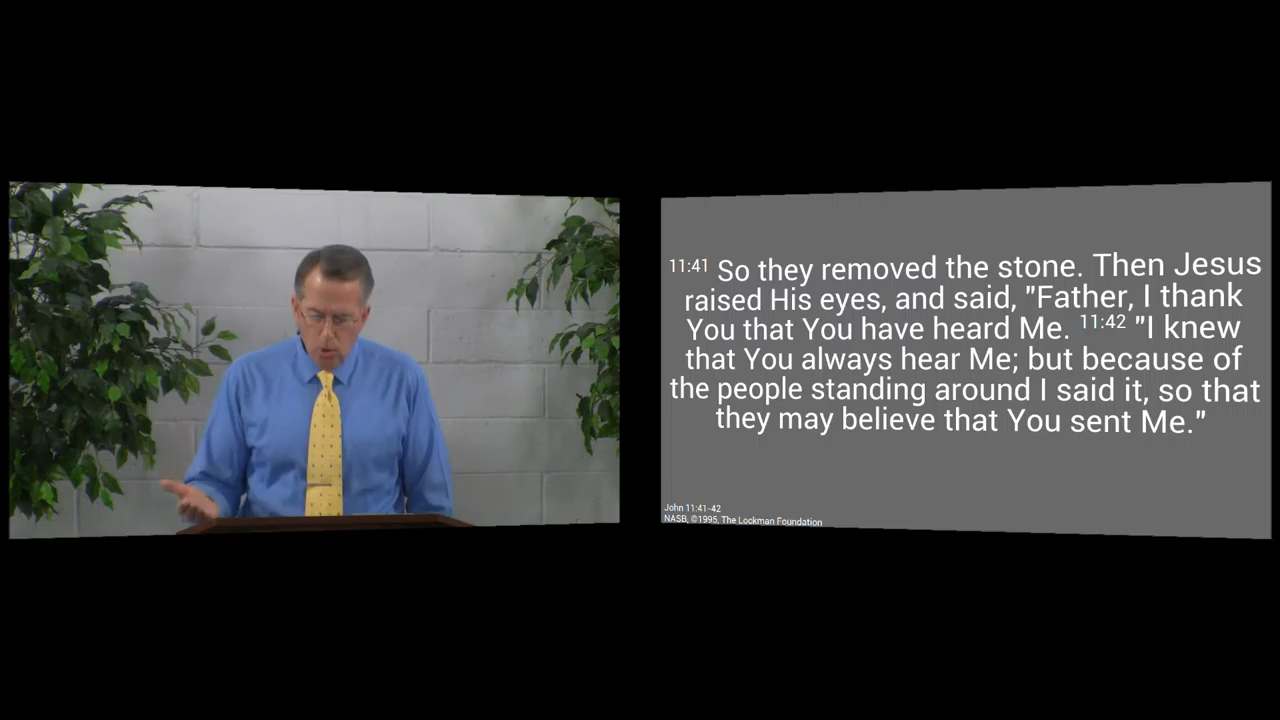 11:41 So they removed the stone. Then Jesus
raised His eyes, and said, "Father, I thank
You that You have heard Me. 11:42 "I knew
that You always hear Me; but because of
the people standing around I said it, so that
they may believe that You sent Me."
John 11:41-42
NASB, ©1995, The Lockman Foundation